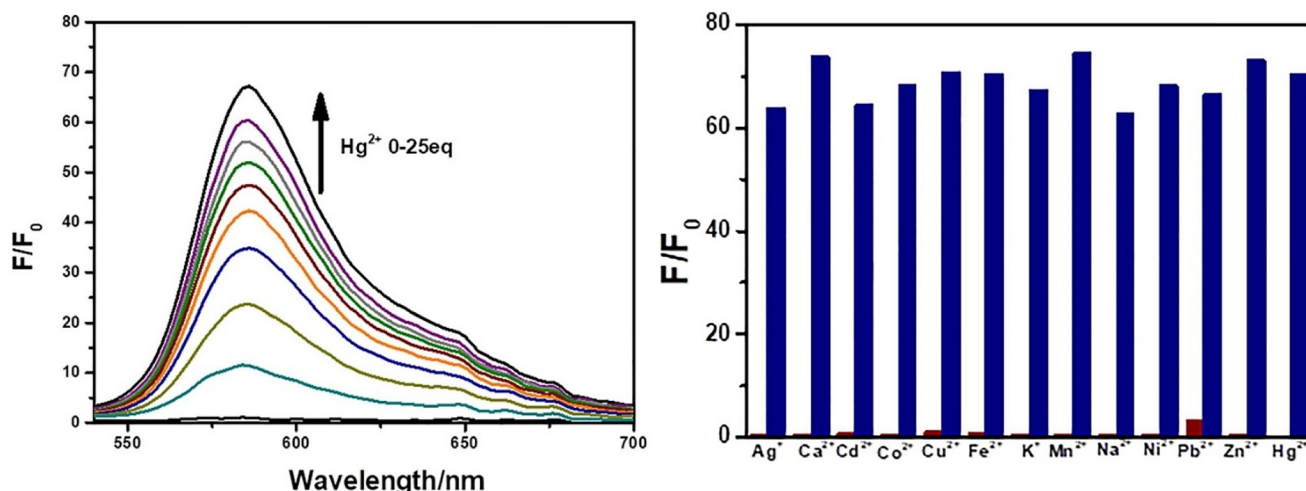 80
70
60
50
40
30
20
10
0
F/F₀
Hg²⁺ 0-25eq
550 600 650 700
Wavelength/nm
80
60
40
20
0
F/F₀
Ag⁺ Ca²⁺ Cd²⁺ Co²⁺ Cu²⁺ Fe²⁺ K⁺ Mn²⁺ Na²⁺ Ni²⁺ Pb²⁺ Zn²⁺ Hg²⁺